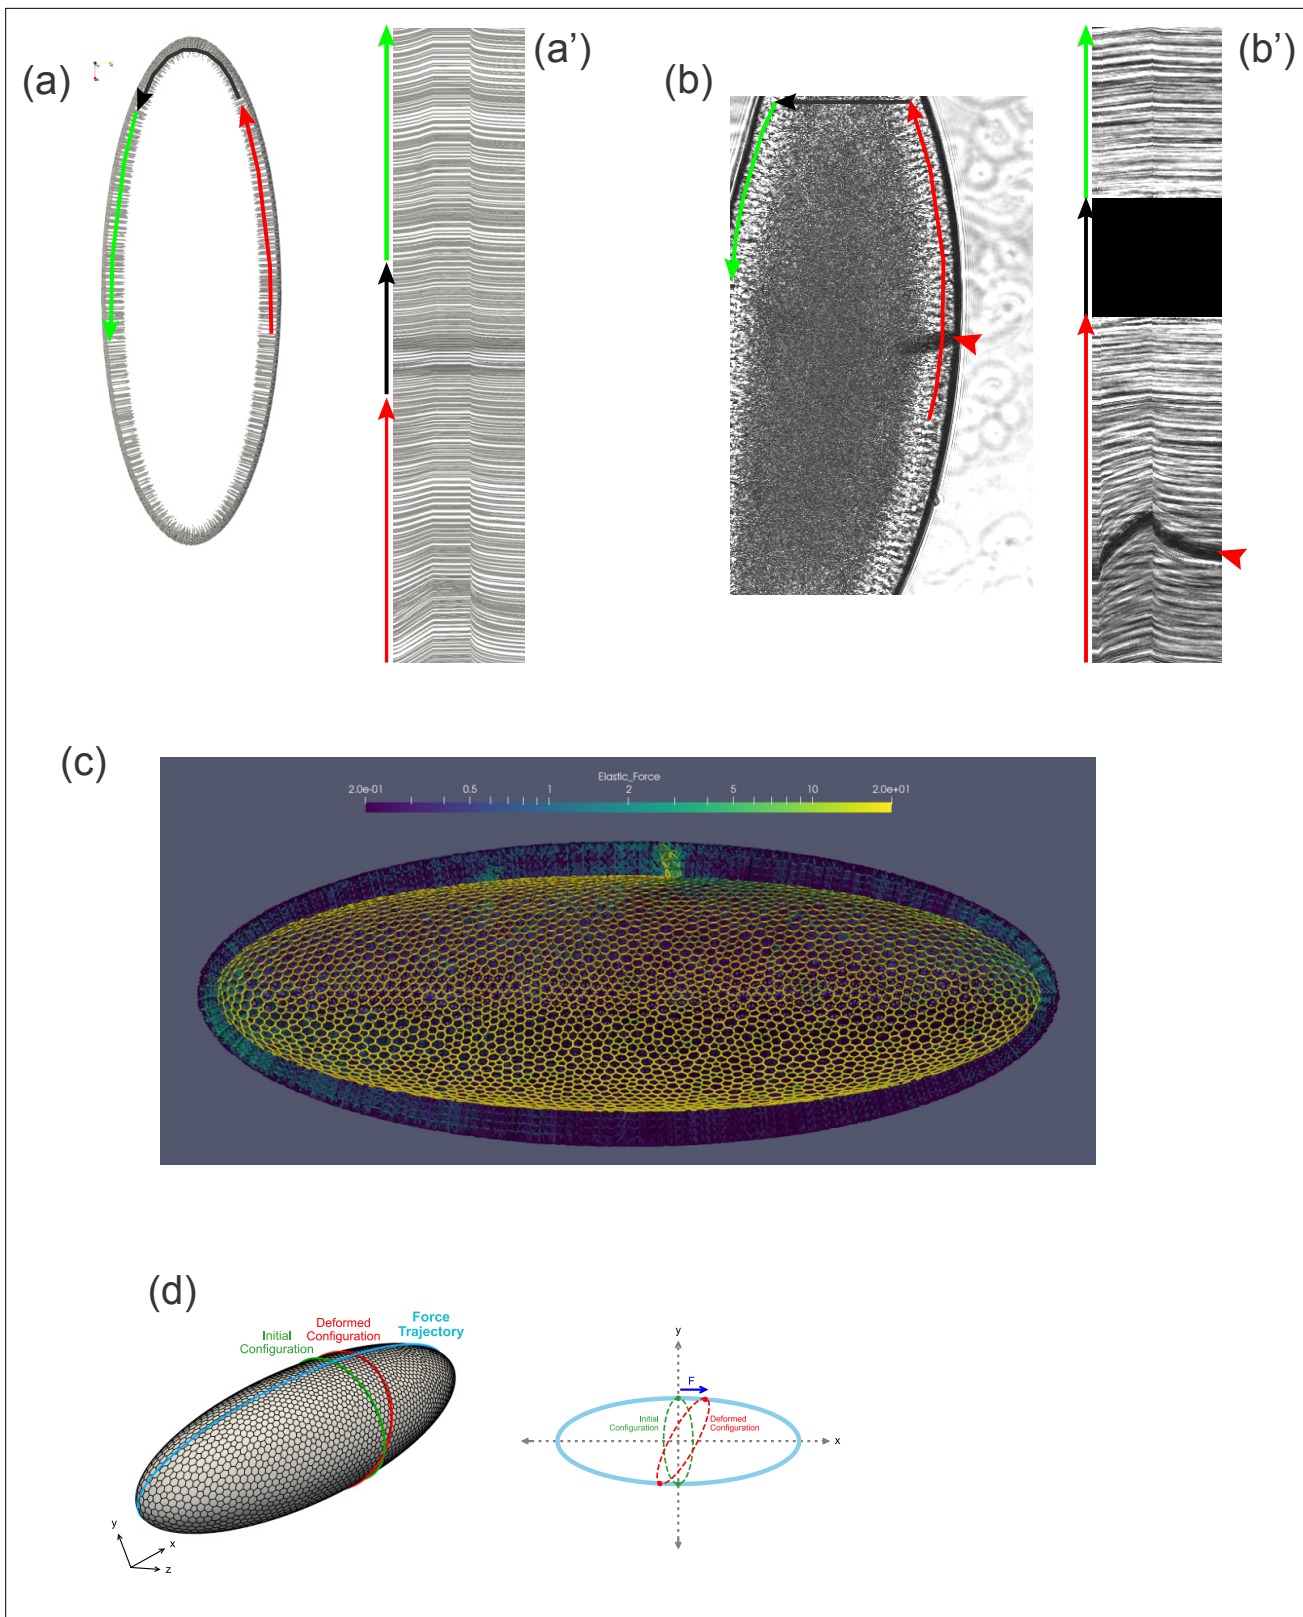 (a)
(a’)
(b)
(b’)
(c)
Elastic_Force
2.0e-01 0.5 1 2 5 10 2.0e+01
(d)
Initial
Configuration
Deformed
Configuration
Force
Trajectory
y
x
z
y
F
Initial
Configuration
Deformed
Configuration
x